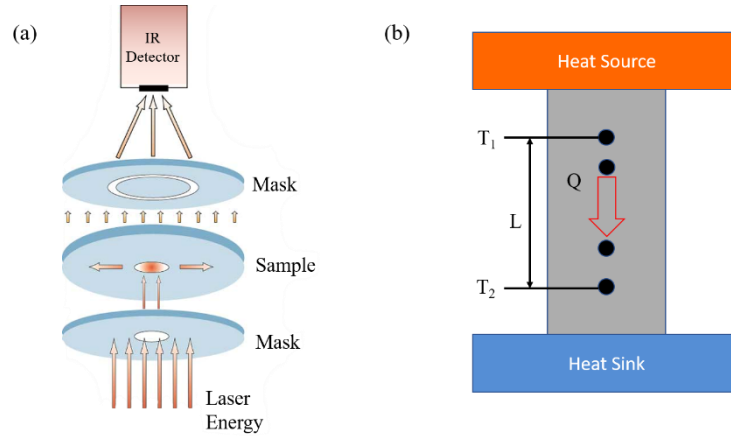 (a)
IR
Detector
Mask
Sample
Mask
Laser
Energy
(b)
Heat Source
T₁
Q
L
T₂
Heat Sink